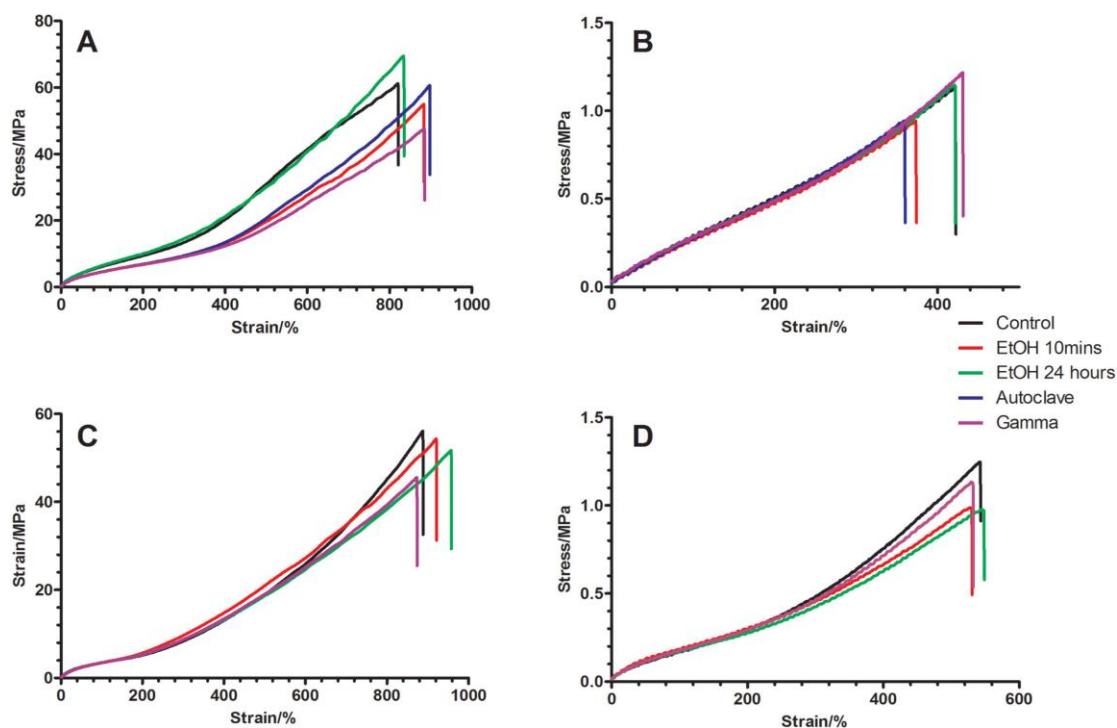 A
Stress/MPa
80
60
40
20
0
0 200 400 600 800 1000
Strain/%
B
Stress/MPa
1.5
1.0
0.5
0.0
0 200 400
Strain/%
Control
EtOH 10mins
EtOH 24 hours
Autoclave
Gamma
C
Strain/MPa
60
40
20
0
0 200 400 600 800 1000
Strain/%
D
Stress/MPa
1.5
1.0
0.5
0.0
0 200 400 600
Strain/%